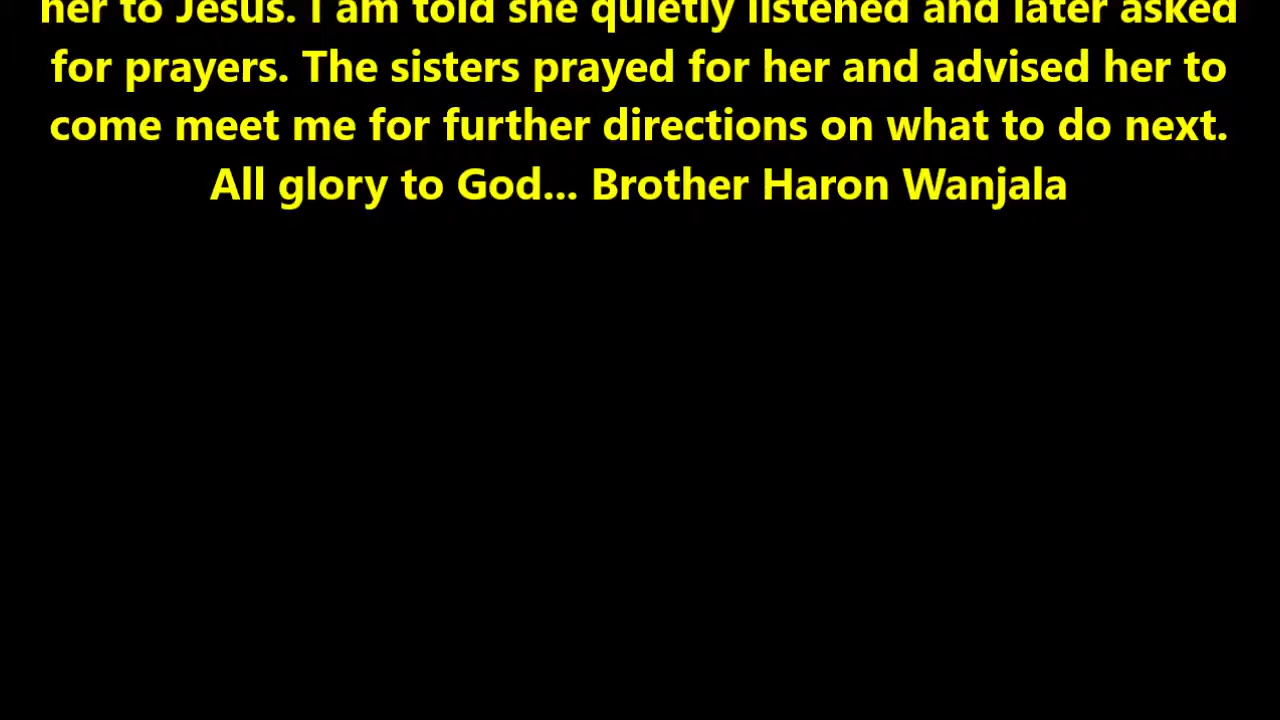 her to Jesus. I am told she quietly listened and later asked
for prayers. The sisters prayed for her and advised her to
come meet me for further directions on what to do next.
All glory to God... Brother Haron Wanjala